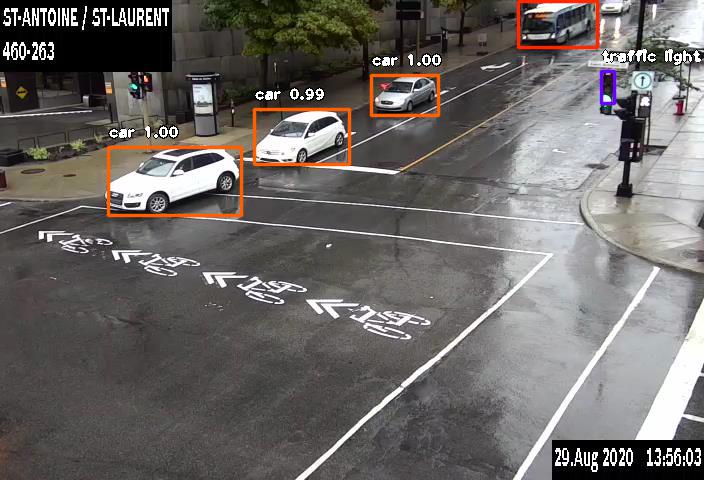 ST-ANTOINE / ST-LAURENT
460-263
car 1.00
traffic light
car 0.99
car 1.00
29.Aug 2020 13:56:03